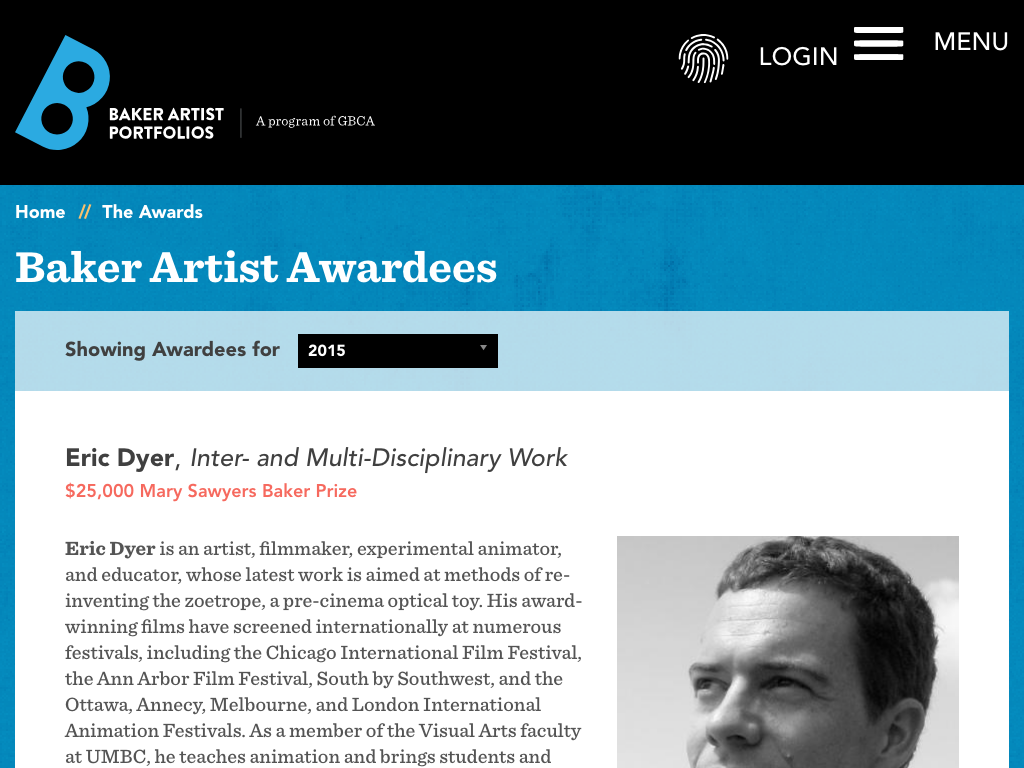 LOGIN
MENU
BAKER ARTIST
PORTFOLIOS
A program of GBCA
Home // The Awards
Baker Artist Awardees
Showing Awardees for
2015
Eric Dyer, Inter- and Multi-Disciplinary Work
$25,000 Mary Sawyers Baker Prize
Eric Dyer is an artist, filmmaker, experimental animator,
and educator, whose latest work is aimed at methods of re-
inventing the zoetrope, a pre-cinema optical toy. His award-
winning films have screened internationally at numerous
festivals, including the Chicago International Film Festival,
the Ann Arbor Film Festival, South by Southwest, and the
Ottawa, Annecy, Melbourne, and London International
Animation Festivals. As a member of the Visual Arts faculty
at UMBC, he teaches animation and brings students and